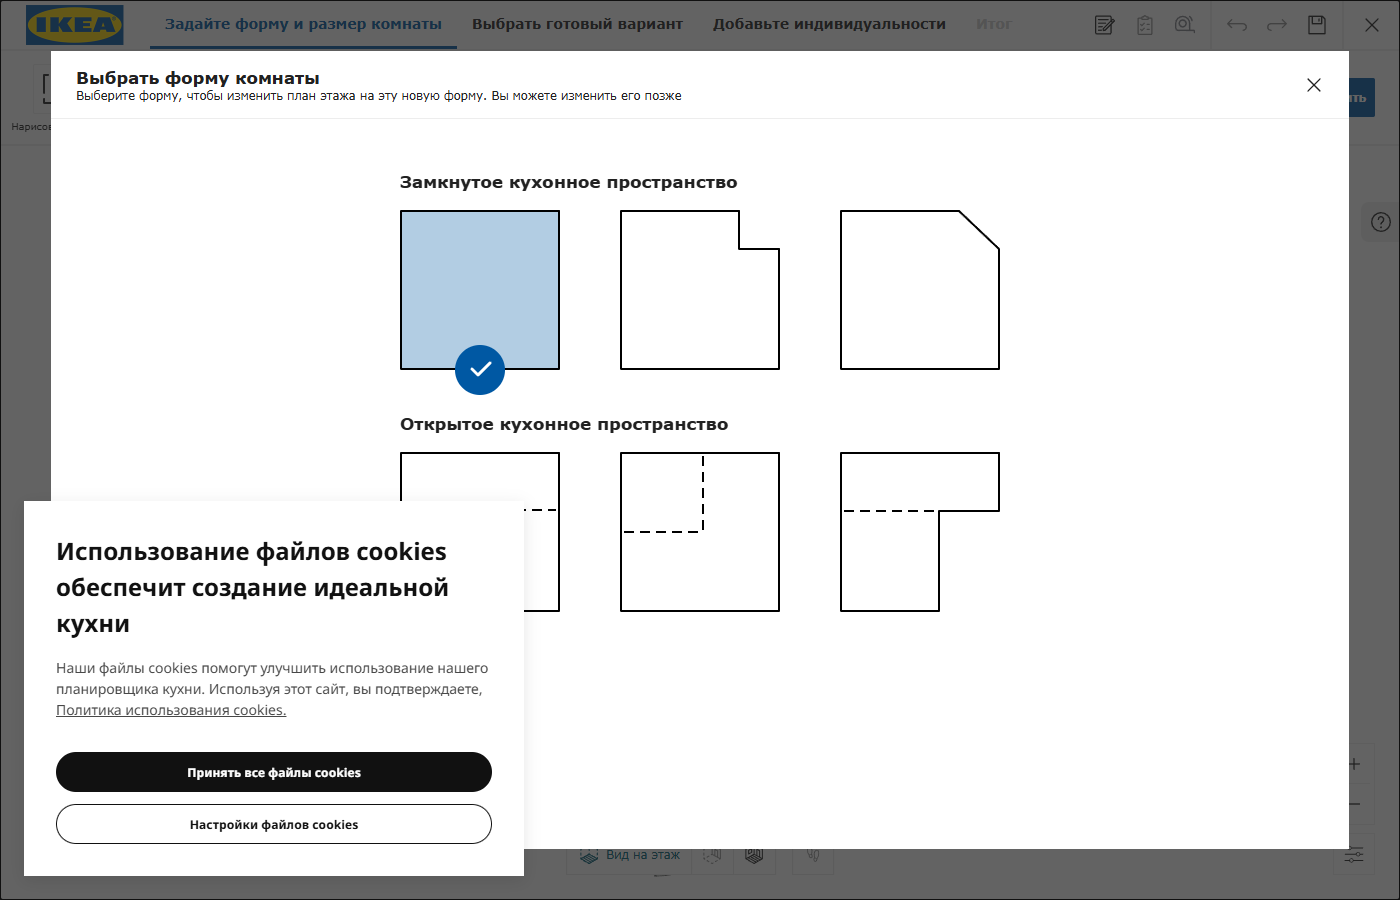 IKEA
Задайте форму и размер комнаты
Выбрать готовый вариант
Добавьте индивидуальности
Итог
Выбрать форму комнаты
Выберите форму, чтобы изменить план этажа на эту новую форму. Вы можете изменить его позже
Замкнутое кухонное пространство
Открытое кухонное пространство
Использование файлов cookies
обеспечит создание идеальной
кухни
Наши файлы cookies помогут улучшить использование нашего
планировщика кухни. Используя этот сайт, вы подтверждаете,
Политика использования cookies.
Принять все файлы cookies
Настройки файлов cookies
Вид на этаж